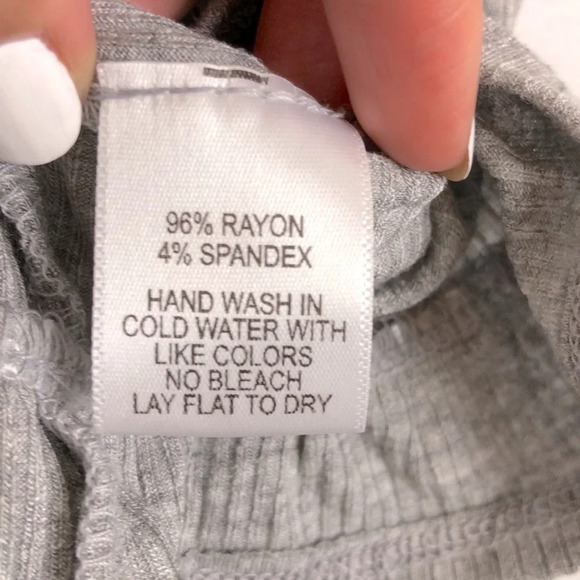 96% RAYON
4% SPANDEX
HAND WASH IN
COLD WATER WITH
LIKE COLORS
NO BLEACH
LAY FLAT TO DRY